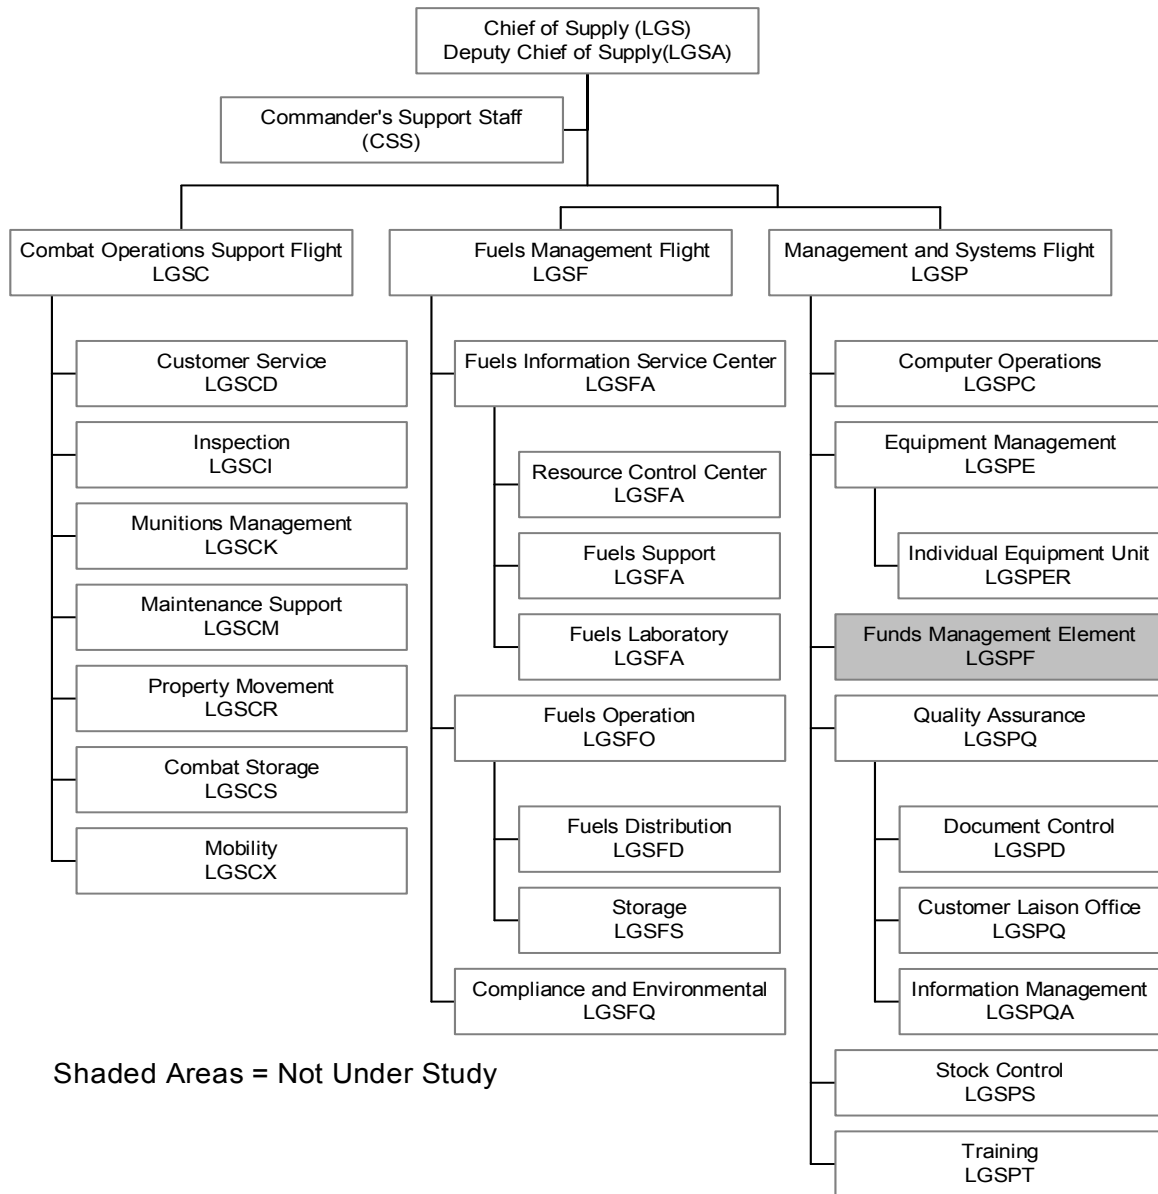 Chief of Supply (LGS)
Deputy Chief of Supply(LGSA)
Commander's Support Staff
(CSS)
Combat Operations Support Flight
LGSC
Customer Service
LGSCD
Inspection
LGSCI
Munitions Management
LGSCK
Maintenance Support
LGSCM
Property Movement
LGSCR
Combat Storage
LGSCS
Mobility
LGSCX
Fuels Management Flight
LGSF
Fuels Information Service Center
LGSFA
Resource Control Center
LGSFA
Fuels Support
LGSFA
Fuels Laboratory
LGSFA
Fuels Operation
LGSFO
Fuels Distribution
LGSFD
Storage
LGSFS
Compliance and Environmental
LGSFQ
Management and Systems Flight
LGSP
Computer Operations
LGSPC
Equipment Management
LGSPE
Individual Equipment Unit
LGSPER
Funds Management Element
LGSPF
Quality Assurance
LGSPQ
Document Control
LGSPD
Customer Laison Office
LGSPQ
Information Management
LGSPQA
Stock Control
LGSPS
Training
LGSPT
Shaded Areas = Not Under Study